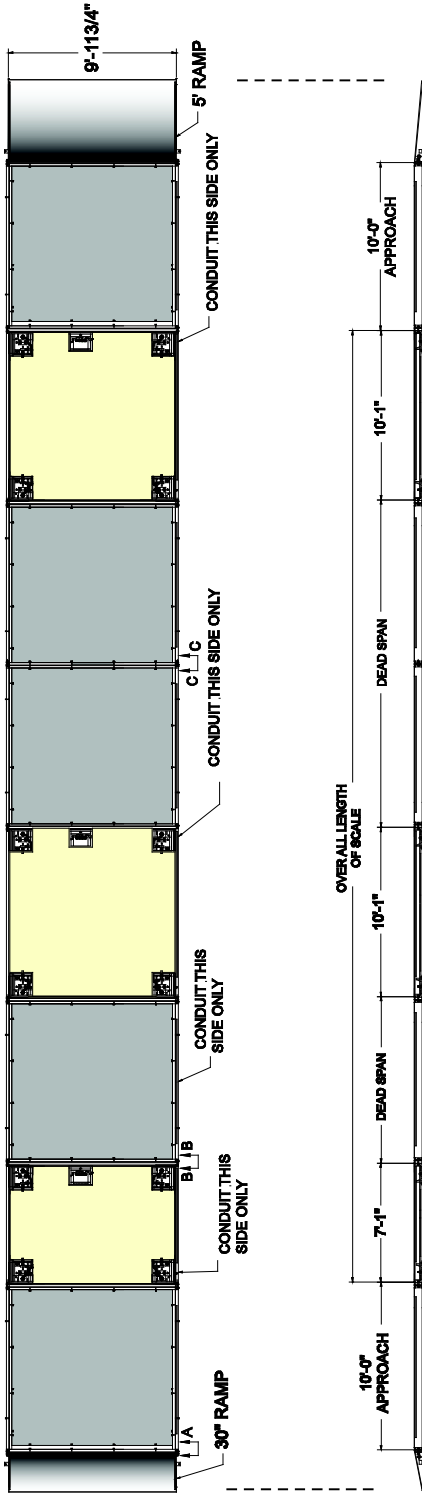 9'-113/4"
5' RAMP
CONDUIT THIS SIDE ONLY
C
C
CONDUIT THIS SIDE ONLY
CONDUIT THIS
SIDE ONLY
B
B
CONDUIT THIS
SIDE ONLY
A
30" RAMP
10'-0"
APPROACH
10'-1"
DEAD SPAN
OVER ALL LENGTH
OF SCALE
10'-1"
DEAD SPAN
7'-1"
10'-0"
APPROACH